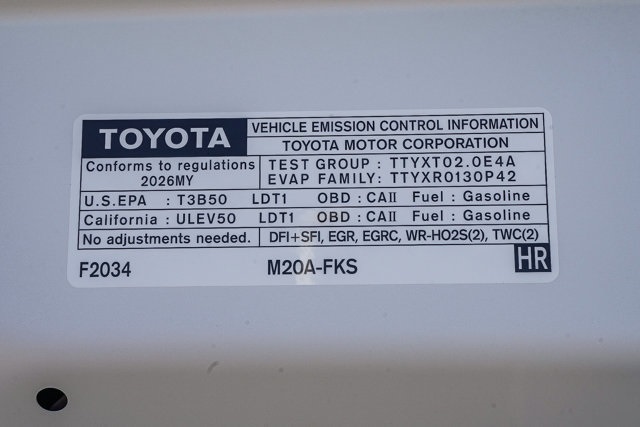 TOYOTA
VEHICLE EMISSION CONTROL INFORMATION
TOYOTA MOTOR CORPORATION
Conforms to regulations
2026MY
TEST GROUP : TTYXT02.0E4A
EVAP FAMILY: TTYXR0130P42
U.S.EPA : T3B50 LDT1 OBD : CAII Fuel : Gasoline
California : ULEV50 LDT1 OBD : CAII Fuel : Gasoline
No adjustments needed. DFI+SFI, EGR, EGRC, WR-HO2S(2), TWC(2)
F2034 M20A-FKS HR